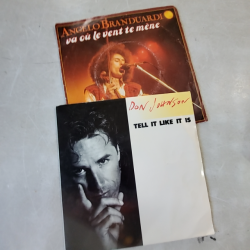 ANGELO BRANDUARDI
va où le vent te mène
DON JOHNSON
TELL IT LIKE IT IS